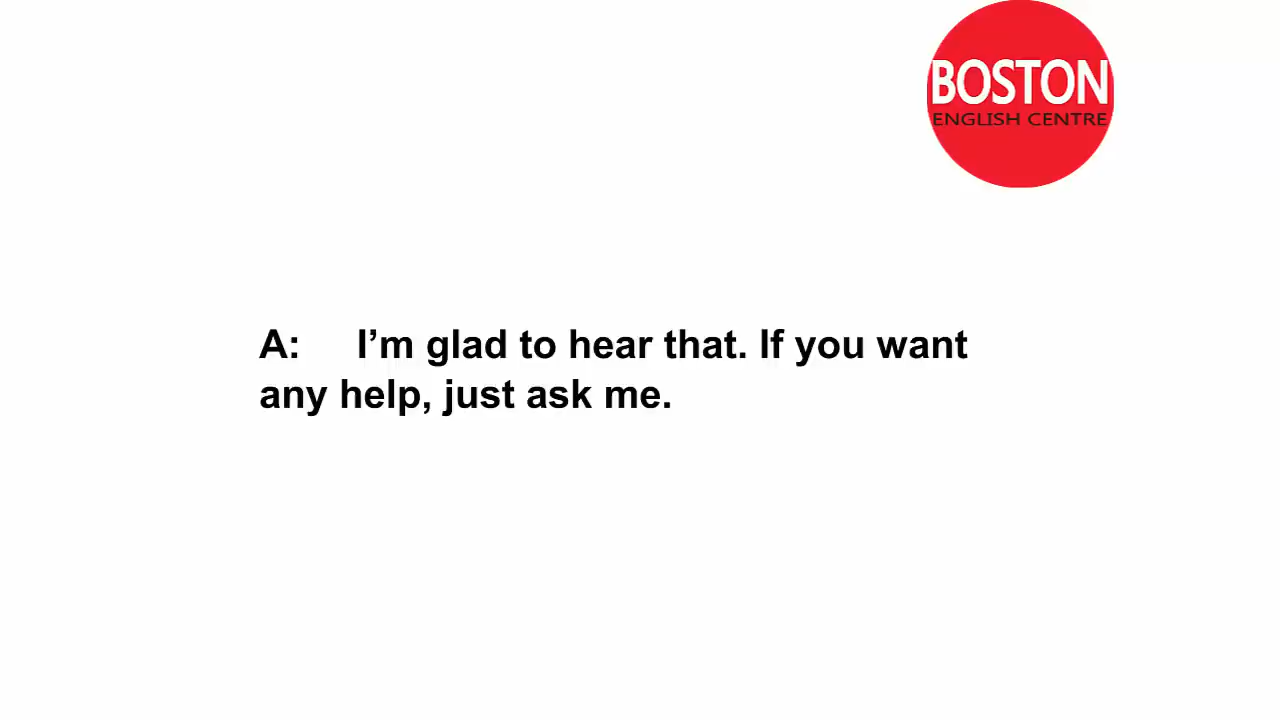 BOSTON
ENGLISH CENTRE
A: I’m glad to hear that. If you want
any help, just ask me.